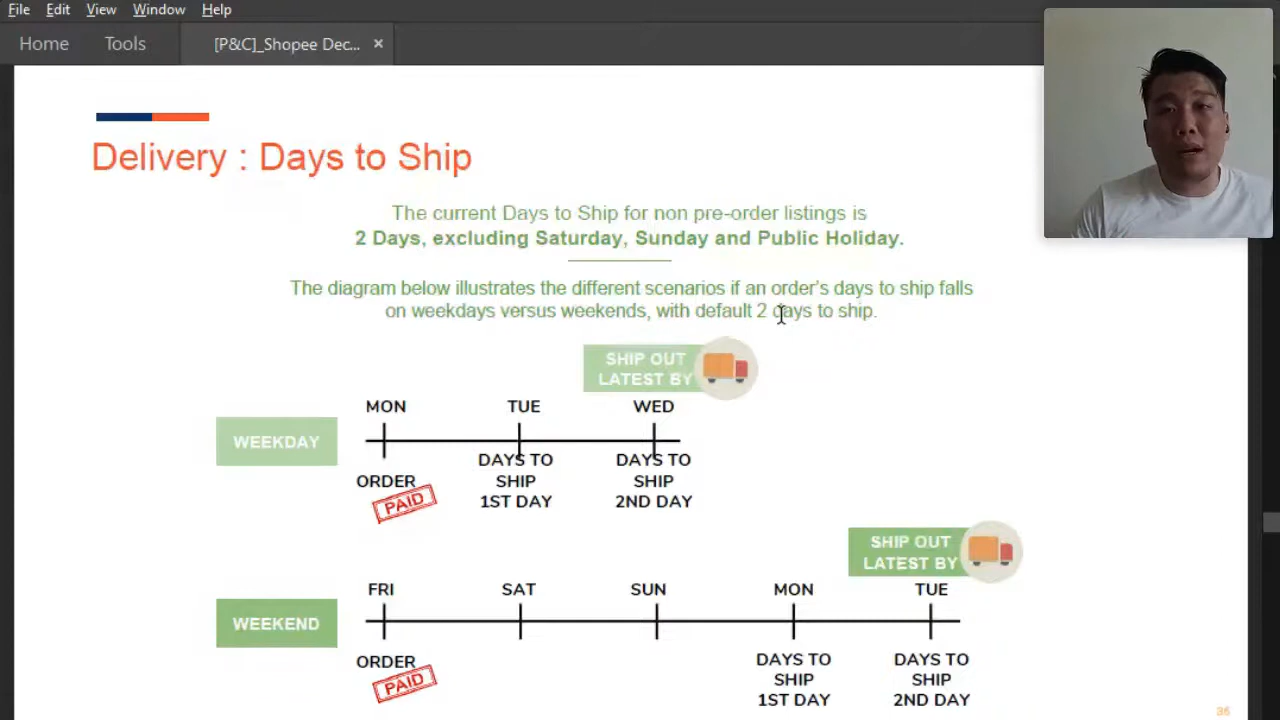 File Edit View Window Help
Home Tools [P&C]_Shopee Dec... ×
Delivery : Days to Ship
The current Days to Ship for non pre-order listings is
2 Days, excluding Saturday, Sunday and Public Holiday.
The diagram below illustrates the different scenarios if an order's days to ship falls
on weekdays versus weekends, with default 2 days to ship.
SHIP OUT
LATEST BY
MON TUE WED
WEEKDAY
ORDER
PAID
DAYS TO
SHIP
1ST DAY
DAYS TO
SHIP
2ND DAY
SHIP OUT
LATEST BY
FRI SAT SUN MON TUE
WEEKEND
ORDER
PAID
DAYS TO
SHIP
1ST DAY
DAYS TO
SHIP
2ND DAY
36